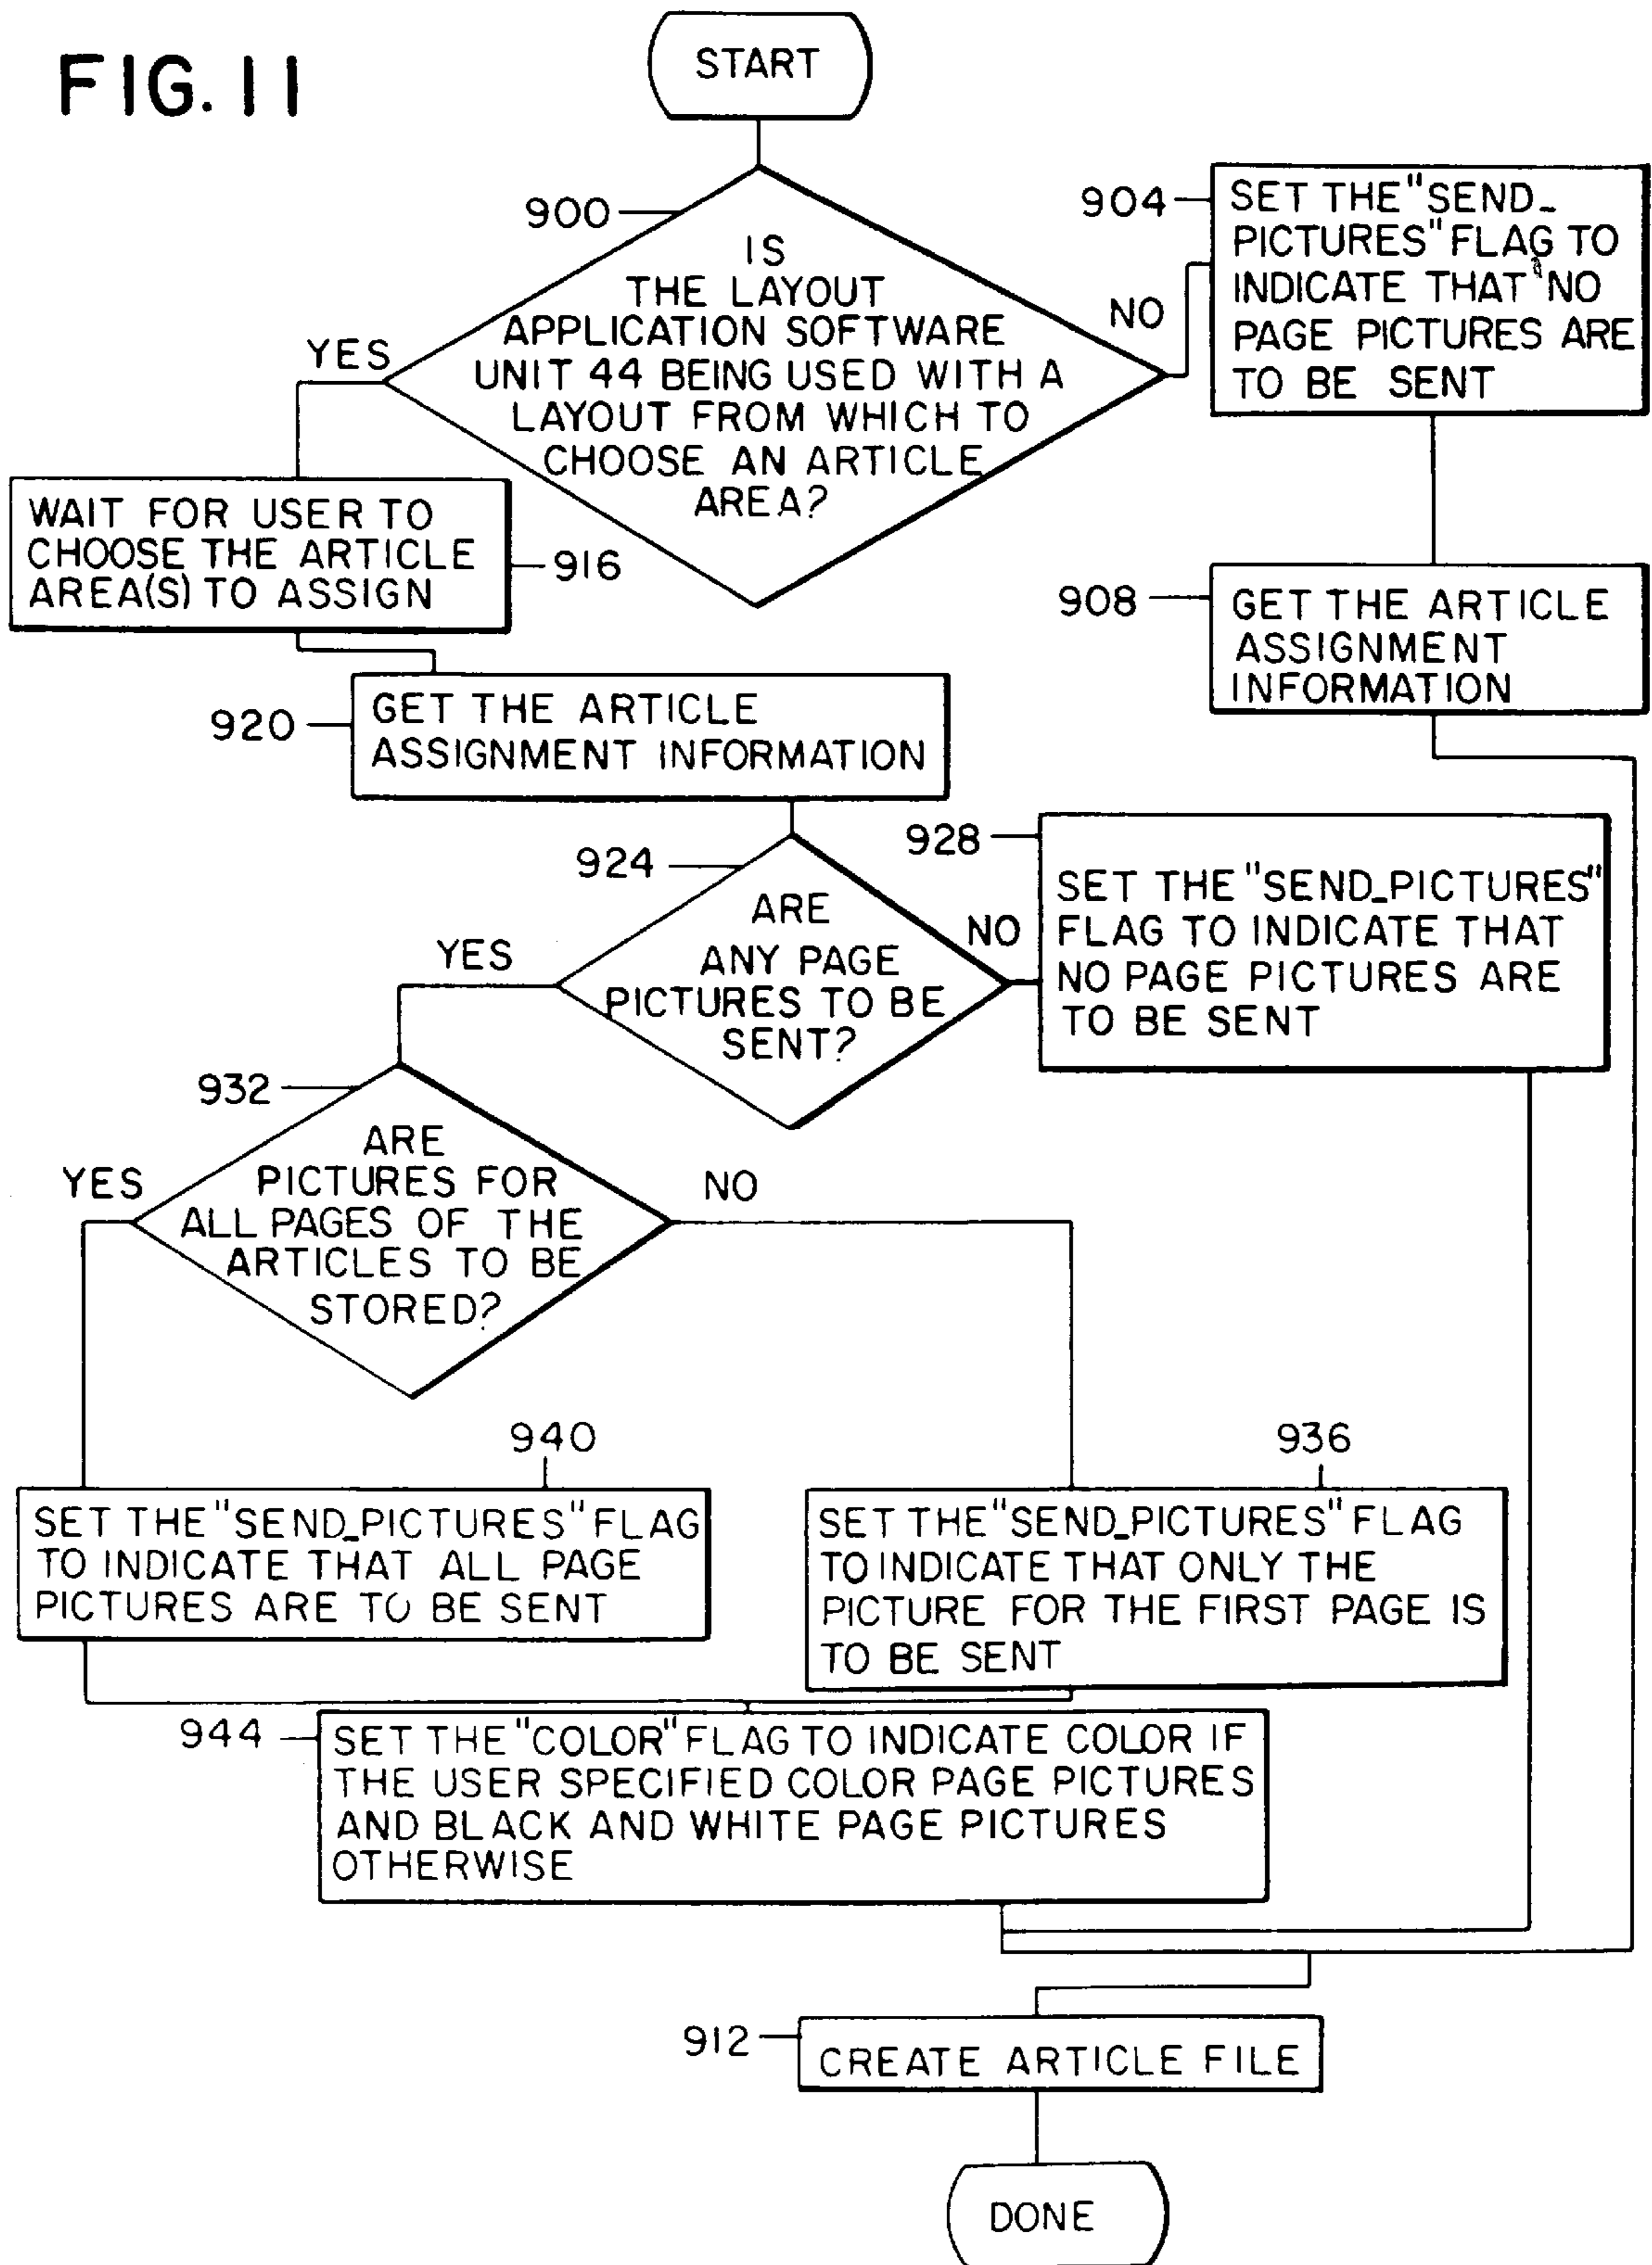 FIG. 11
START
900
IS
THE LAYOUT
APPLICATION SOFTWARE
UNIT 44 BEING USED WITH A
LAYOUT FROM WHICH TO
CHOOSE AN ARTICLE
AREA?
YES
NO
904
SET THE "SEND_
PICTURES" FLAG TO
INDICATE THAT NO
PAGE PICTURES ARE
TO BE SENT
WAIT FOR USER TO
CHOOSE THE ARTICLE
AREA(S) TO ASSIGN
916
908
GET THE ARTICLE
ASSIGNMENT
INFORMATION
920
GET THE ARTICLE
ASSIGNMENT INFORMATION
924
ARE
ANY PAGE
PICTURES TO BE
SENT?
YES
NO
928
SET THE "SEND_PICTURES"
FLAG TO INDICATE THAT
NO PAGE PICTURES ARE
TO BE SENT
932
ARE
PICTURES FOR
ALL PAGES OF THE
ARTICLES TO BE
STORED?
YES
NO
940
SET THE "SEND_PICTURES" FLAG
TO INDICATE THAT ALL PAGE
PICTURES ARE TO BE SENT
936
SET THE "SEND_PICTURES" FLAG
TO INDICATE THAT ONLY THE
PICTURE FOR THE FIRST PAGE IS
TO BE SENT
944
SET THE "COLOR" FLAG TO INDICATE COLOR IF
THE USER SPECIFIED COLOR PAGE PICTURES
AND BLACK AND WHITE PAGE PICTURES
OTHERWISE
912
CREATE ARTICLE FILE
DONE